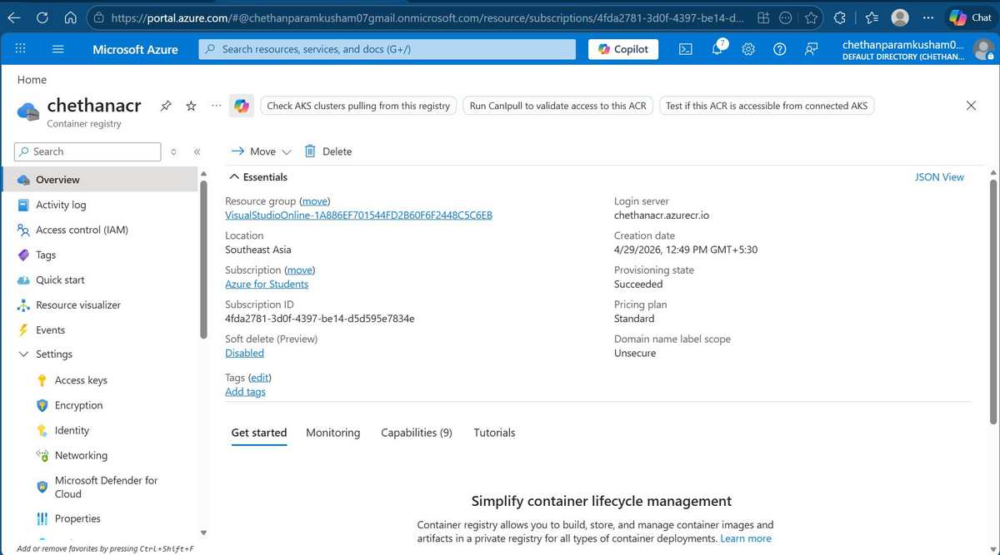 https://portal.azure.com/#@chethanparamkusham07gmail.onmicrosoft.com/resource/subscriptions/4fda2781-3d0f-4397-be14-d...
Chat
Microsoft Azure
Search resources, services, and docs (G+/)
Copilot
7
chethanparamkusham0...
DEFAULT DIRECTORY (CHETHAN...
Home
chethanacr
Container registry
Check AKS clusters pulling from this registry
Run CanIpull to validate access to this ACR
Test if this ACR is accessible from connected AKS
Search
Move
Delete
Overview
Activity log
Access control (IAM)
Tags
Quick start
Resource visualizer
Events
Settings
Access keys
Encryption
Identity
Networking
Microsoft Defender for
Cloud
Properties
Add or remove favorites by pressing Ctrl+Shift+F
Essentials
JSON View
Resource group (move)
VisualStudioOnline-1A886EF701544FD2B60F6F2448C5C6EB
Location
Southeast Asia
Subscription (move)
Azure for Students
Subscription ID
4fda2781-3d0f-4397-be14-d5d595e7834e
Soft delete (Preview)
Disabled
Tags (edit)
Add tags
Login server
chethanacr.azurecr.io
Creation date
4/29/2026, 12:49 PM GMT+5:30
Provisioning state
Succeeded
Pricing plan
Standard
Domain name label scope
Unsecure
Get started
Monitoring
Capabilities (9)
Tutorials
Simplify container lifecycle management
Container registry allows you to build, store, and manage container images and
artifacts in a private registry for all types of container deployments. Learn more